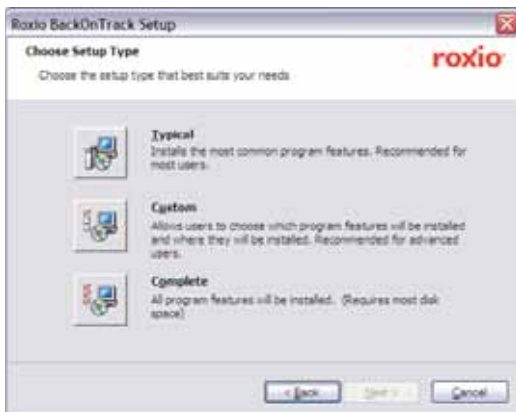 Roxio BackOnTrack Setup
Choose Setup Type
Choose the setup type that best suits your needs
roxio
Typical
Installs the most common program features. Recommended for
most users.
Custom
Allows users to choose which program features will be installed
and where they will be installed. Recommended for advanced
users.
Complete
All program features will be installed. (Requires most disk
space)
< Back
Next >
Cancel